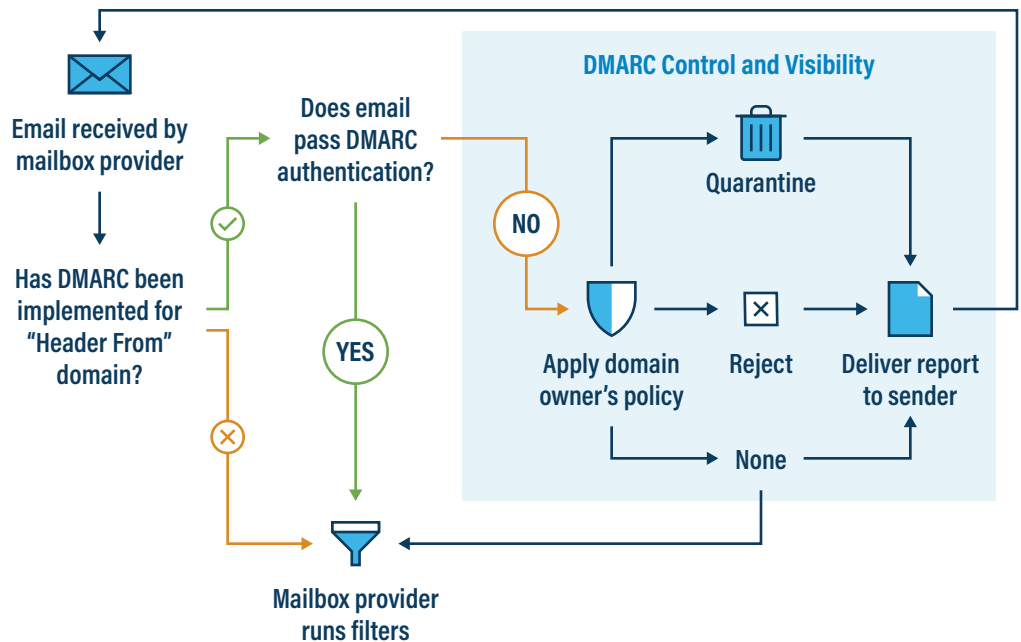 DMARC Control and Visibility
Email received by
mailbox provider
Does email
pass DMARC
authentication?
Quarantine
NO
Has DMARC been
implemented for
“Header From”
domain?
YES
Apply domain
owner’s policy
Reject
Deliver report
to sender
None
Mailbox provider
runs filters